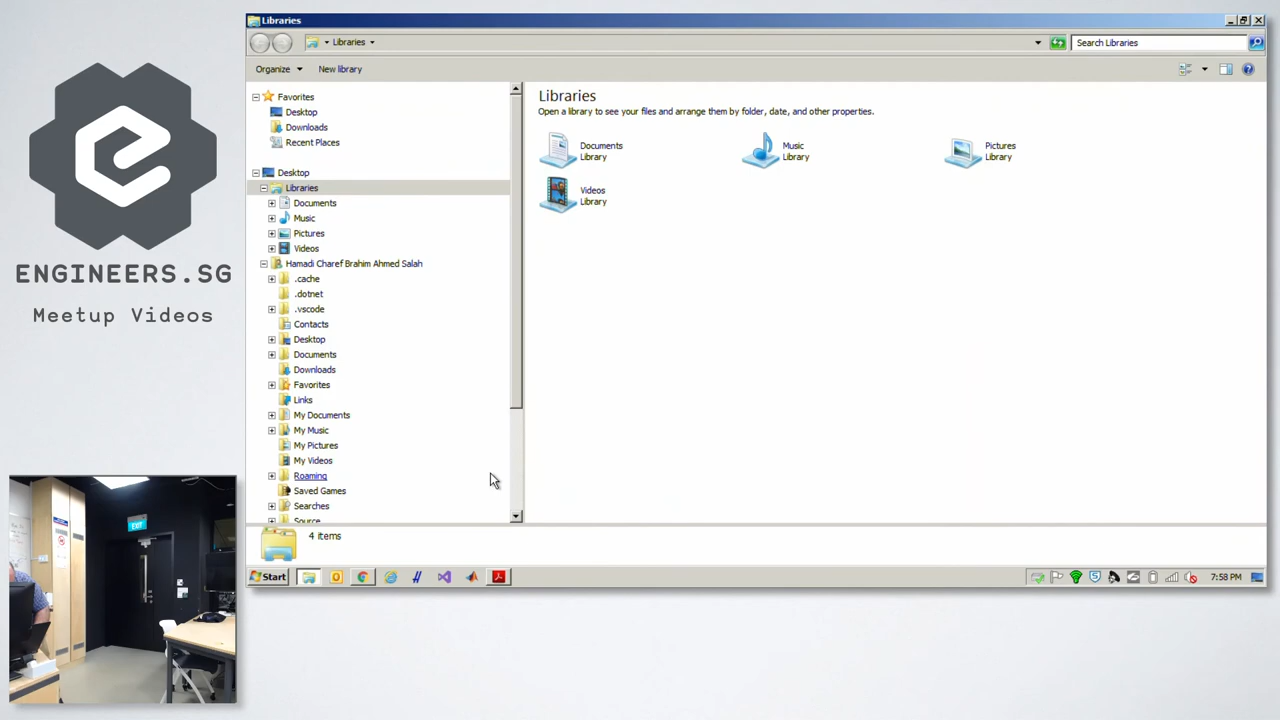 ENGINEERS.SG
Meetup Videos
Libraries
Libraries
Search Libraries
Organize
New library
Favorites
Desktop
Downloads
Recent Places
Desktop
Libraries
Documents
Music
Pictures
Videos
Hamadi Charef Brahim Ahmed Salah
.cache
.dotnet
.vscode
Contacts
Desktop
Documents
Downloads
Favorites
Links
My Documents
My Music
My Pictures
My Videos
Roaming
Saved Games
Searches
Source
Libraries
Open a library to see your files and arrange them by folder, date, and other properties.
Documents
Library
Music
Library
Pictures
Library
Videos
Library
4 items
Start
7:58 PM
EXIT